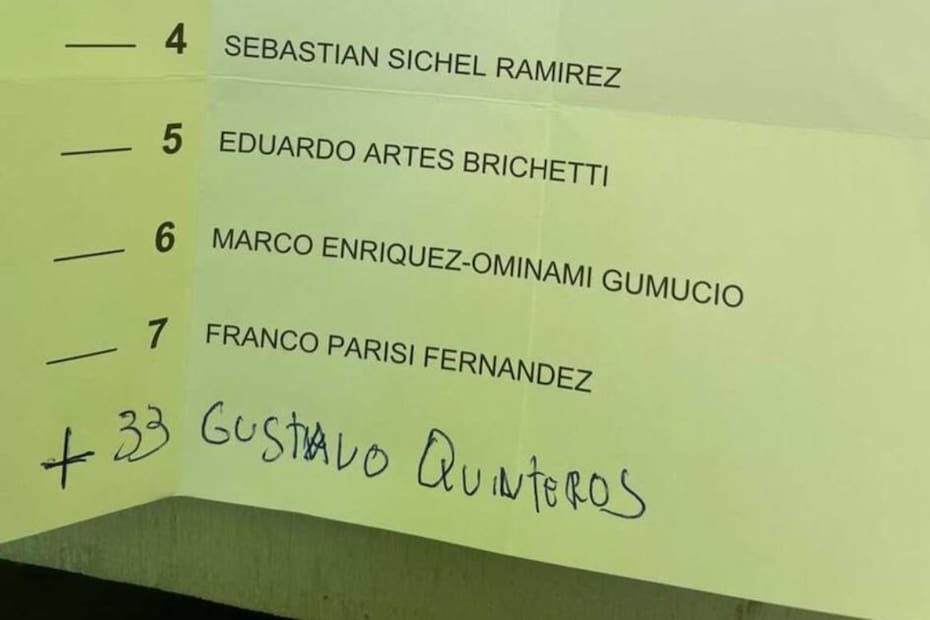 4 SEBASTIAN SICHEL RAMIREZ
5 EDUARDO ARTES BRICHETTI
6 MARCO ENRIQUEZ-OMINAMI GUMUCIO
7 FRANCO PARISI FERNANDEZ
+ 33 GUSTAVO QUINTEROS